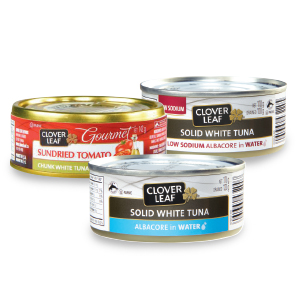 CLOVER
LEAF
Gourmet
SUNDRIED TOMATO
CHUNK WHITE TUNA
LOW SODIUM
CLOVER
LEAF
SOLID WHITE TUNA
LOW SODIUM ALBACORE in WATER
CLOVER
LEAF
SOLID WHITE TUNA
ALBACORE in WATER